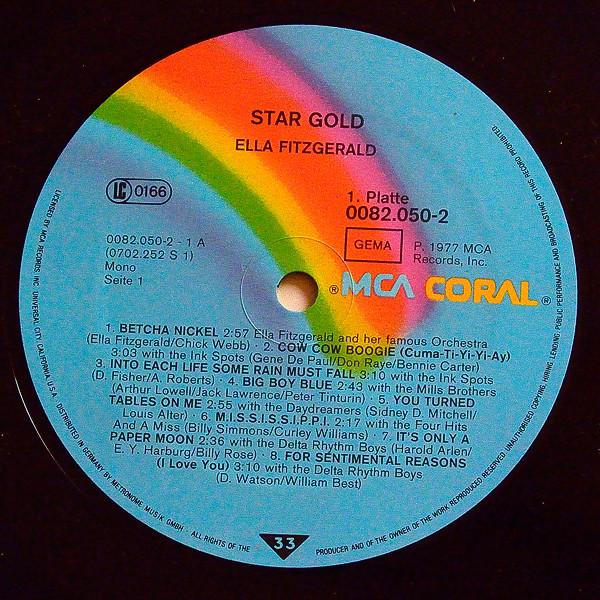 STAR GOLD
ELLA FITZGERALD
LC 0166
1. Platte
0082.050-2
0082.050-2 - 1 A
(0702.252 S 1)
Mono
Seite 1
GEMA
P. 1977 MCA
Records, Inc.
® MCA CORAL ®
1. BETCHA NICKEL 2:57 Ella Fitzgerald and her famous Orchestra
(Ella Fitzgerald/Chick Webb) · 2. COW COW BOOGIE (Cuma-Ti-Yi-Yi-Ay)
3:03 with the Ink Spots (Gene De Paul/Don Raye/Bennie Carter)
3. INTO EACH LIFE SOME RAIN MUST FALL 3:10 with the Ink Spots
(D. Fisher/A. Roberts) · 4. BIG BOY BLUE 2:43 with the Mills Brothers
(Arthur Lowell/Jack Lawrence/Peter Tinturin) · 5. YOU TURNED
TABLES ON ME 2:55 with the Daydreamers (Sidney D. Mitchell/
Louis Alter) · 6. M.I.S.S.I.S.S.I.P.P.I. 2:17 with the Four Hits
And A Miss (Billy Simmons/Curley Williams) · 7. IT'S ONLY A
PAPER MOON 2:36 with the Delta Rhythm Boys (Harold Arlen/
E. Y. Harburg/Billy Rose) · 8. FOR SENTIMENTAL REASONS
(I Love You) 3:10 with the Delta Rhythm Boys
(D. Watson/William Best)
LICENSED BY MCA RECORDS INC. UNIVERSAL CITY, CALIFORNIA, U.S.A. DISTRIBUTED IN GERMANY BY METRONOME MUSIK GMBH · ALL RIGHTS OF THE
33
PRODUCER AND OF THE OWNER OF THE WORK REPRODUCED RESERVED. UNAUTHORISED COPYING, HIRING, LENDING, PUBLIC PERFORMANCE AND BROADCASTING OF THIS RECORD PROHIBITED.